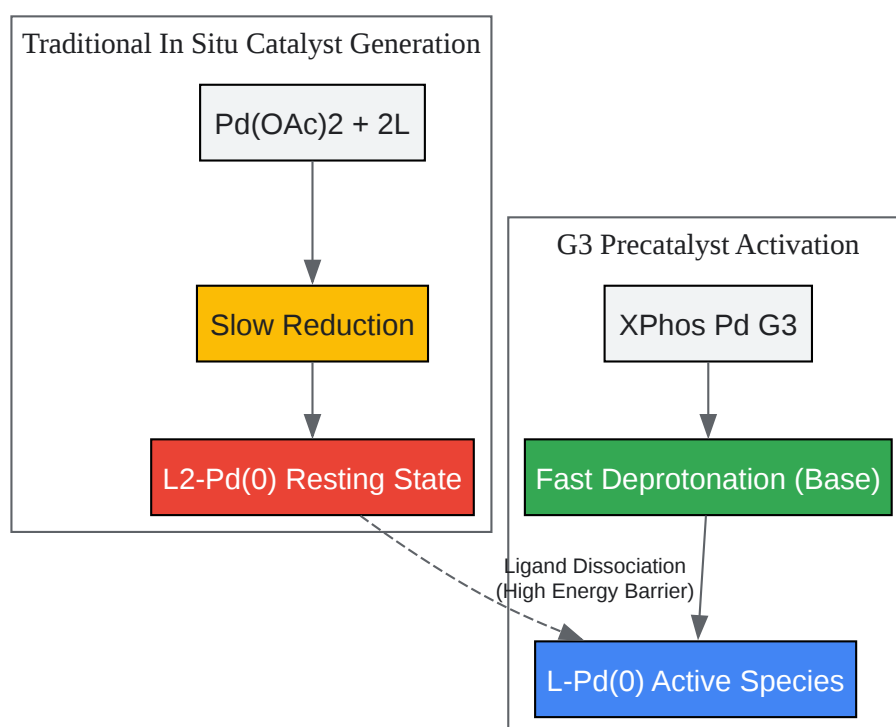 Traditional In Situ Catalyst Generation
Pd(OAc)2 + 2L
Slow Reduction
L2-Pd(0) Resting State
G3 Precatalyst Activation
XPhos Pd G3
Fast Deprotonation (Base)
Ligand Dissociation
(High Energy Barrier)
L-Pd(0) Active Species